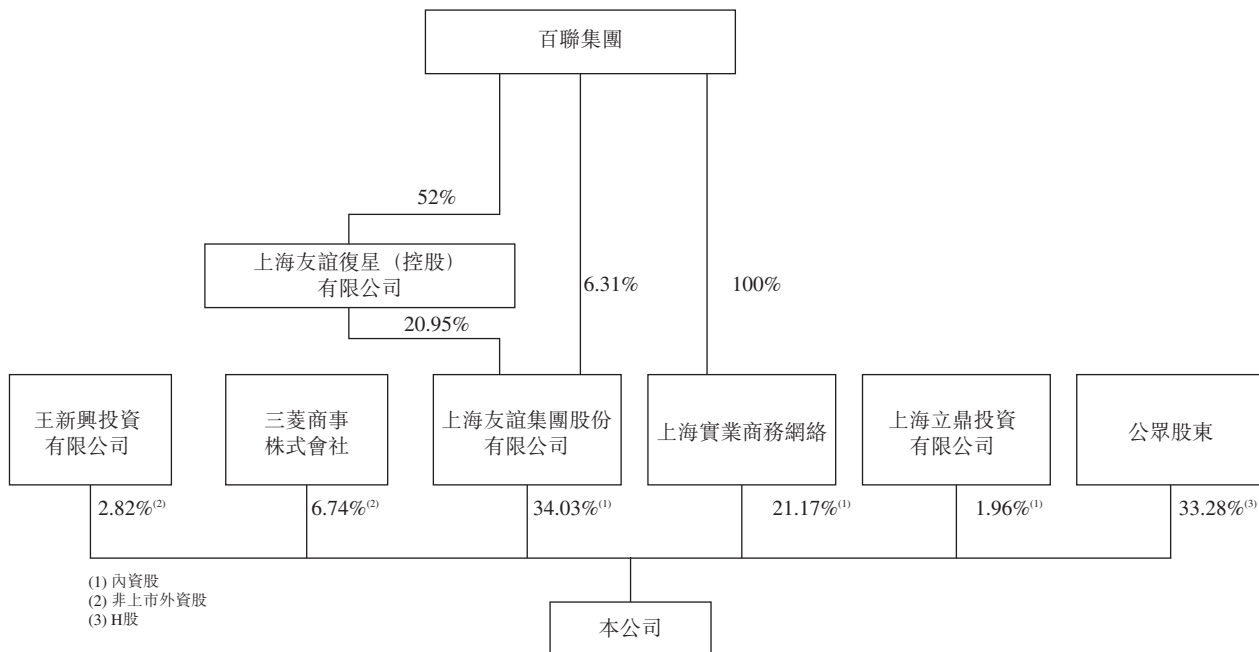 百聯集團
52%
上海友誼復星（控股）
有限公司
6.31%
100%
20.95%
王新興投資
有限公司
三菱商事
株式會社
上海友誼集團股份
有限公司
上海實業商務網絡
上海立鼎投資
有限公司
公眾股東
2.82%(2)
6.74%(2)
34.03%(1)
21.17%(1)
1.96%(1)
33.28%(3)
(1) 內資股
(2) 非上市外資股
(3) H股
本公司